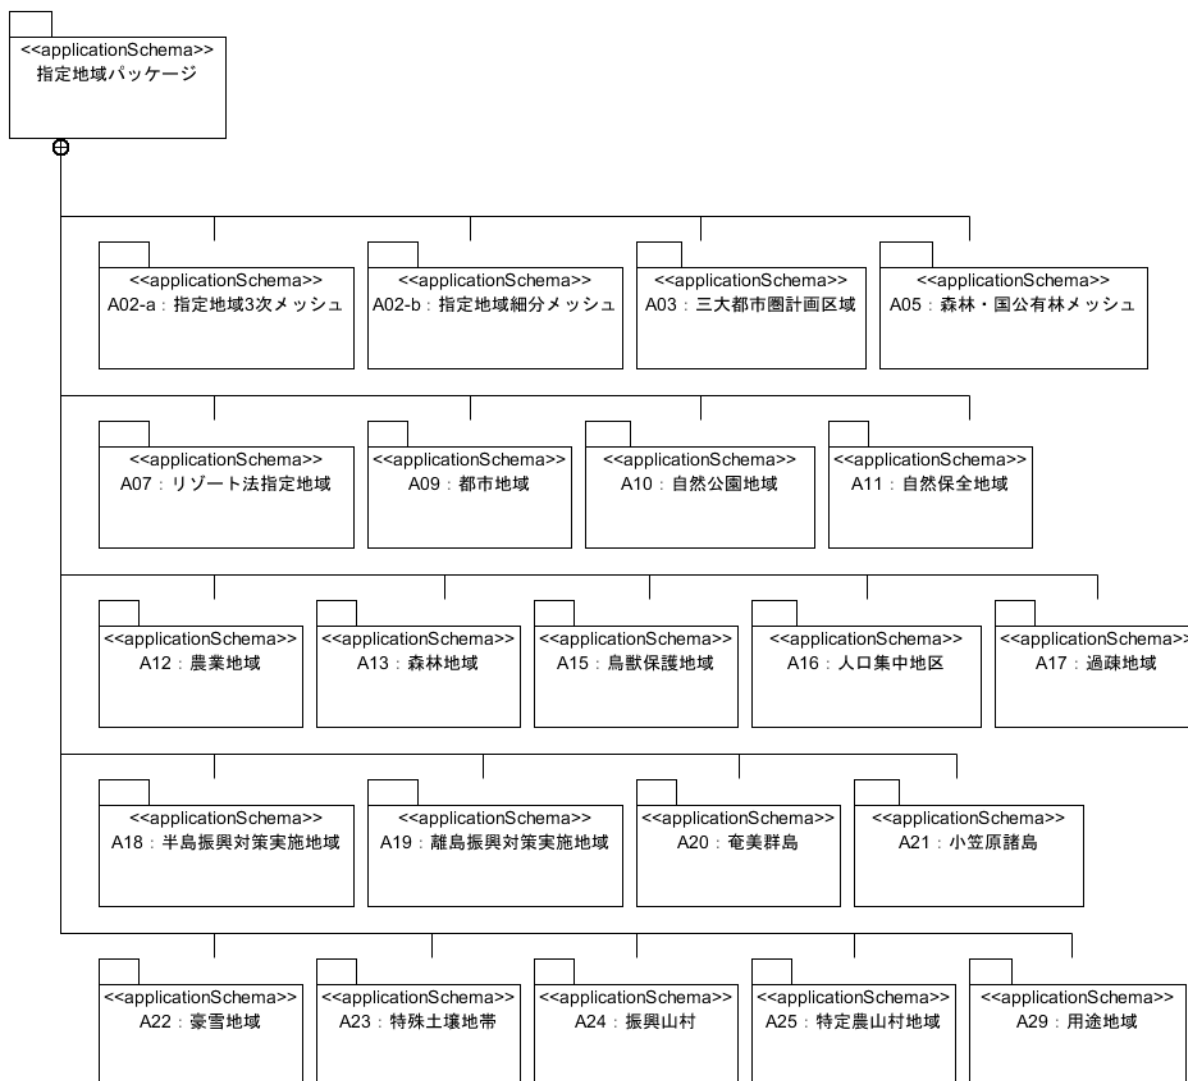 <<applicationSchema>>
指定地域パッケージ
<<applicationSchema>>
A02-a：指定地域3次メッシュ
<<applicationSchema>>
A02-b：指定地域細分メッシュ
<<applicationSchema>>
A03：三大都市圏計画区域
<<applicationSchema>>
A05：森林・国公有林メッシュ
<<applicationSchema>>
A07：リゾート法指定地域
<<applicationSchema>>
A09：都市地域
<<applicationSchema>>
A10：自然公園地域
<<applicationSchema>>
A11：自然保全地域
<<applicationSchema>>
A12：農業地域
<<applicationSchema>>
A13：森林地域
<<applicationSchema>>
A15：鳥獣保護地域
<<applicationSchema>>
A16：人口集中地区
<<applicationSchema>>
A17：過疎地域
<<applicationSchema>>
A18：半島振興対策実施地域
<<applicationSchema>>
A19：離島振興対策実施地域
<<applicationSchema>>
A20：奄美群島
<<applicationSchema>>
A21：小笠原諸島
<<applicationSchema>>
A22：豪雪地域
<<applicationSchema>>
A23：特殊土壌地帯
<<applicationSchema>>
A24：振興山村
<<applicationSchema>>
A25：特定農山村地域
<<applicationSchema>>
A29：用途地域